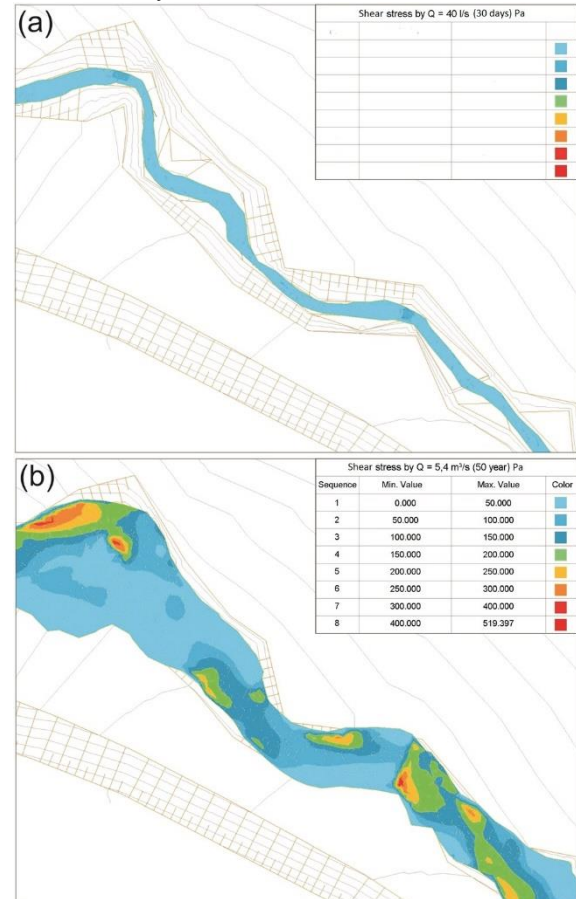 (a)
Shear stress by Q = 40 l/s (30 days) Pa
(b)
Shear stress by Q = 5,4 m³/s (50 year) Pa
Sequence Min. Value Max. Value Color
1 0.000 50.000
2 50.000 100.000
3 100.000 150.000
4 150.000 200.000
5 200.000 250.000
6 250.000 300.000
7 300.000 400.000
8 400.000 519.397